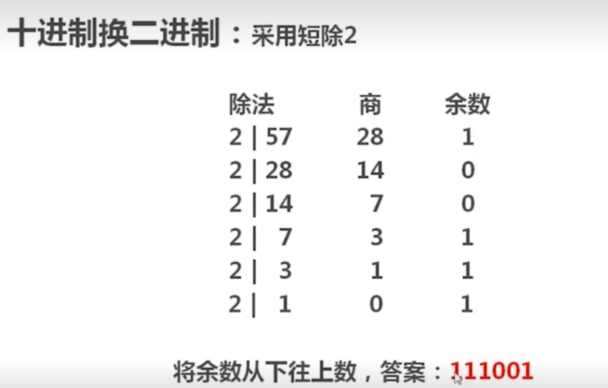 十进制换二进制：采用短除2
除法 商 余数
2 | 57 28 1
2 | 28 14 0
2 | 14 7 0
2 | 7 3 1
2 | 3 1 1
2 | 1 0 1
将余数从下往上数，答案：111001